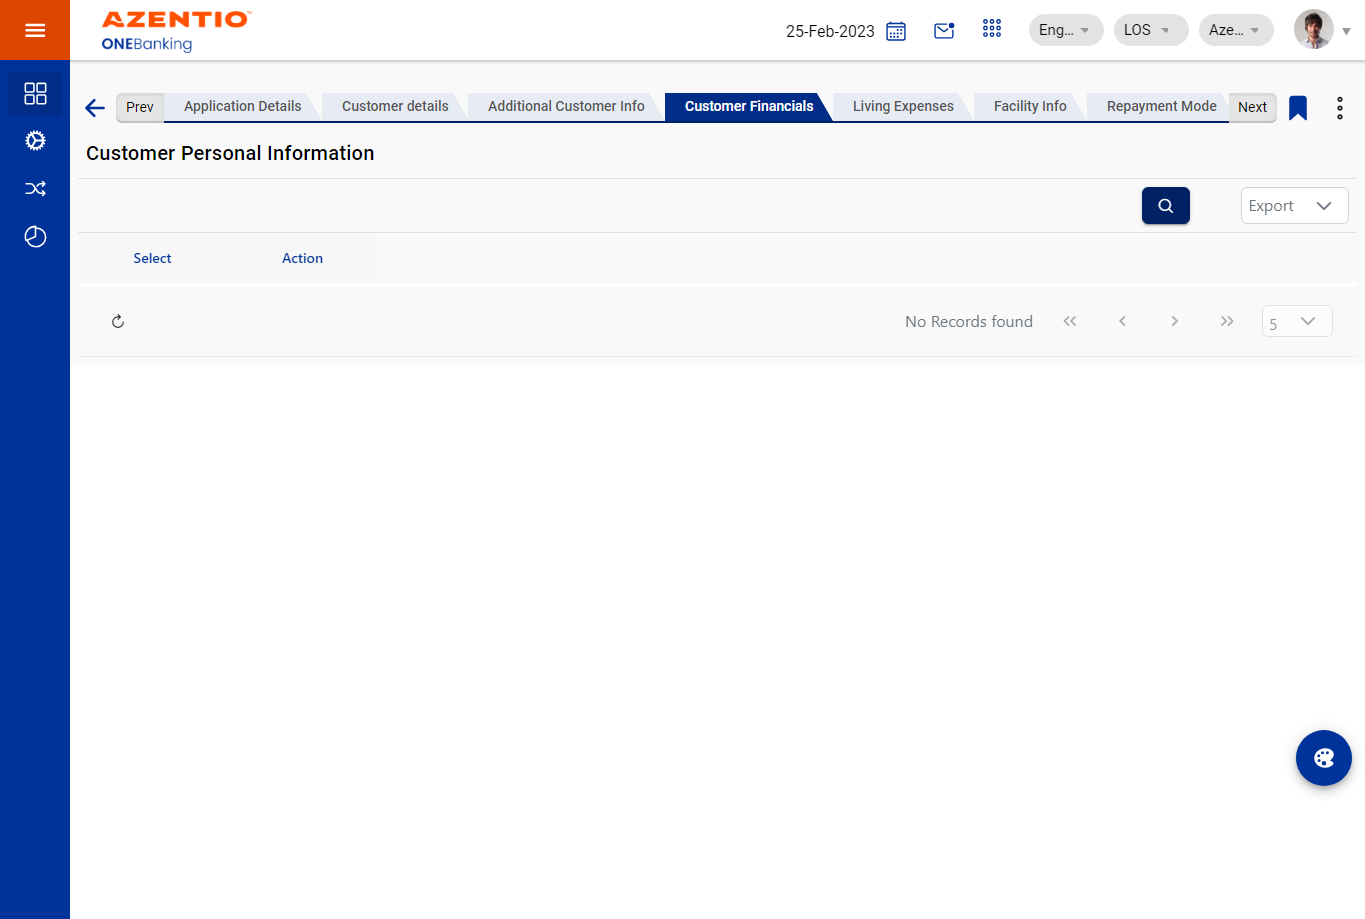 AZENTIO™
ONEBanking
25-Feb-2023
Eng...
LOS
Aze...
Prev
Application Details
Customer details
Additional Customer Info
Customer Financials
Living Expenses
Facility Info
Repayment Mode
Next
Customer Personal Information
Export
Select
Action
No Records found
5